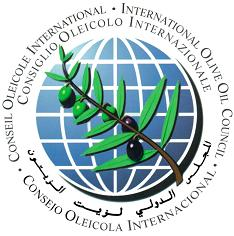 CONSEIL OLEICOLE INTERNATIONAL · INTERNATIONAL OLIVE OIL COUNCIL ·
CONSIGLIO OLEICOLO INTERNAZIONALE
المجلس الدولي لزيت الزيتون
CONSEJO OLEICOLA INTERNACIONAL ·